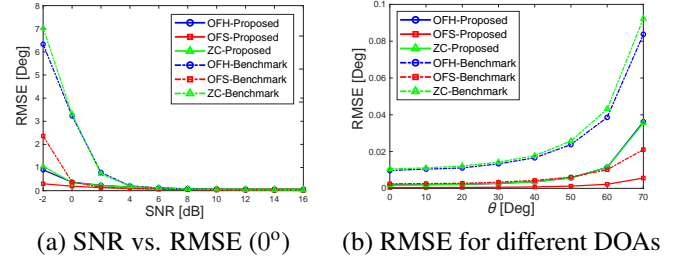 8
7
6
5
4
3
2
1
0
RMSE [Deg]
OFH-Proposed
OFS-Proposed
ZC-Proposed
OFH-Benchmark
OFS-Benchmark
ZC-Benchmark
-2 0 2 4 6 8 10 12 14 16
SNR [dB]
(a) SNR vs. RMSE (0°)
0.1
0.08
0.06
0.04
0.02
0
RMSE [Deg]
OFH-Proposed
OFS-Proposed
ZC-Proposed
OFH-Benchmark
OFS-Benchmark
ZC-Benchmark
0 10 20 30 40 50 60 70
θ [Deg]
(b) RMSE for different DOAs